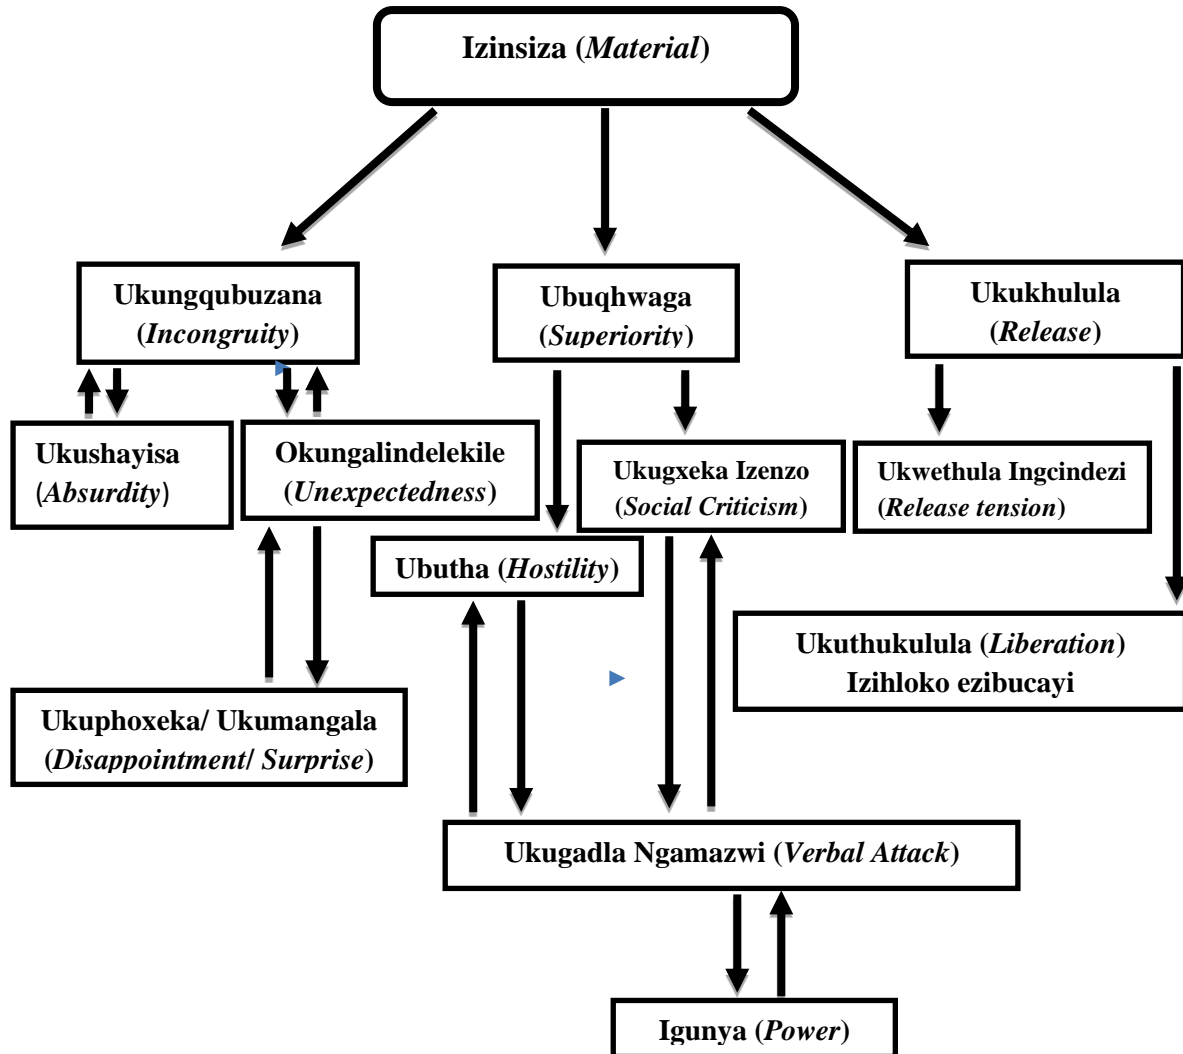 Izinsiza (Material)
Ukungqubuzana
(Incongruity)
Ubuqhwaga
(Superiority)
Ukukhulula
(Release)
Ukushayisa
(Absurdity)
Okungalindelekile
(Unexpectedness)
Ukugxeka Izenzo
(Social Criticism)
Ukwethula Ingcindezi
(Release tension)
Ubutha (Hostility)
Ukuthukulula (Liberation)
Izihloko ezibucayi
Ukuphoxeka/ Ukumangala
(Disappointment/ Surprise)
Ukugadla Ngamazwi (Verbal Attack)
Igunya (Power)